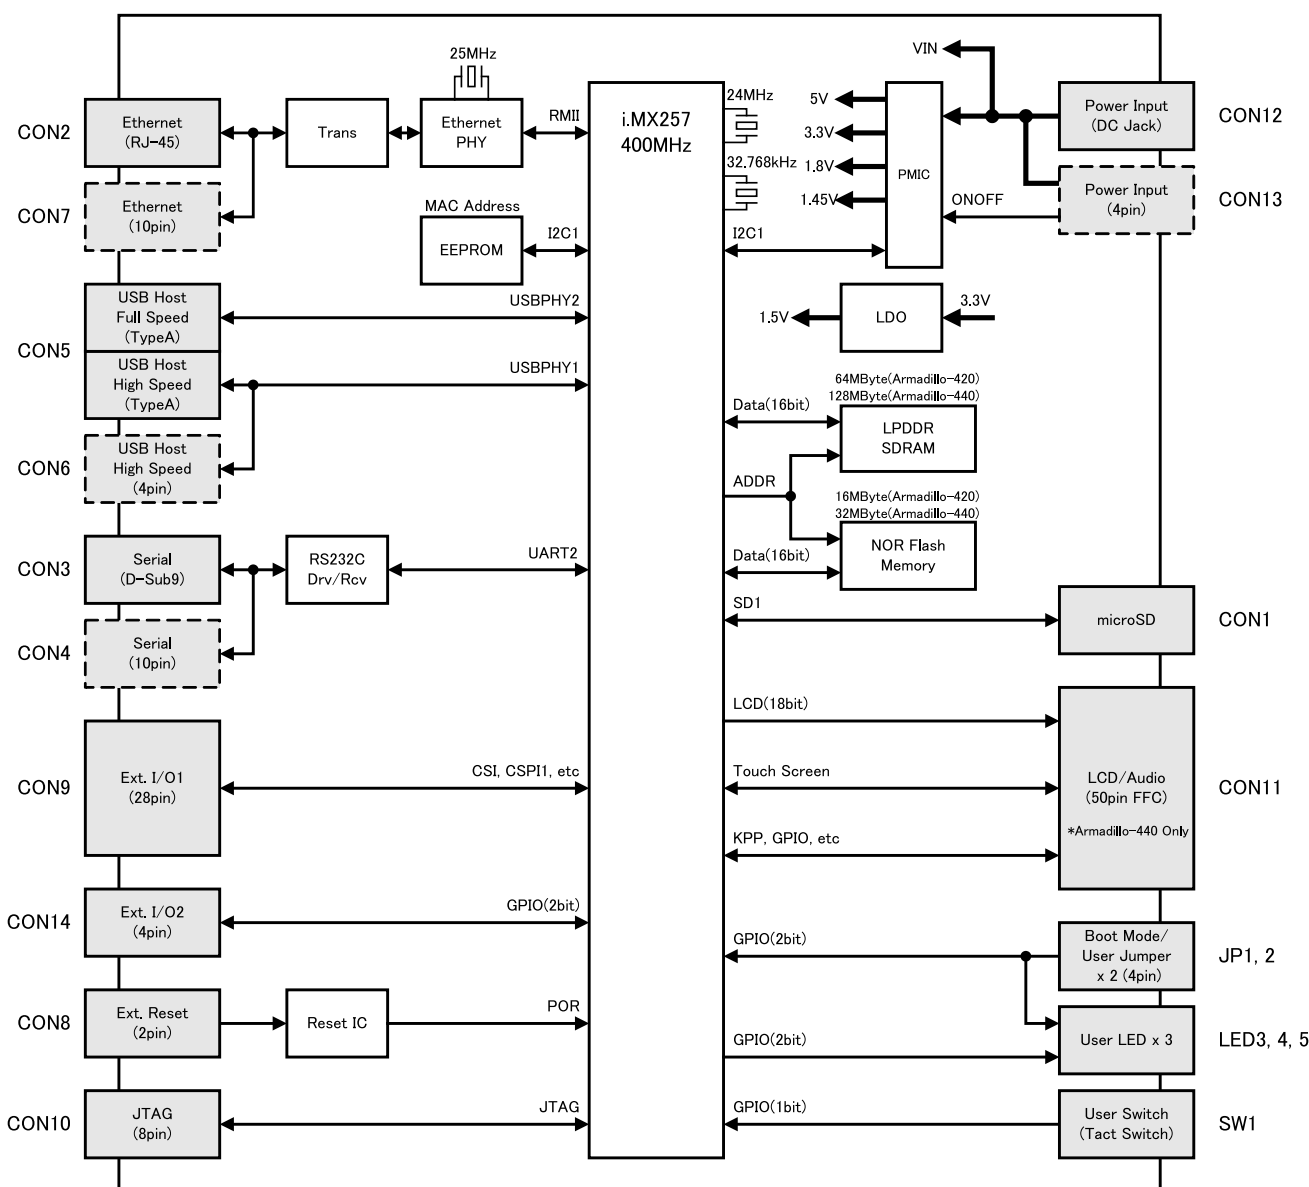 CON2
Ethernet
(RJ-45)
Trans
25MHz
Ethernet
PHY
RMII
CON7
Ethernet
(10pin)
MAC Address
EEPROM
I2C1
CON5
USB Host
Full Speed
(TypeA)
USBPHY2
USB Host
High Speed
(TypeA)
USBPHY1
CON6
USB Host
High Speed
(4pin)
CON3
Serial
(D-Sub9)
RS232C
Drv/Rcv
UART2
CON4
Serial
(10pin)
CON9
Ext. I/O1
(28pin)
CSI, CSPI1, etc
CON14
Ext. I/O2
(4pin)
GPIO(2bit)
CON8
Ext. Reset
(2pin)
Reset IC
POR
CON10
JTAG
(8pin)
JTAG
i.MX257
400MHz
24MHz
32.768kHz
VIN
5V
3.3V
1.8V
1.45V
PMIC
ONOFF
I2C1
Power Input
(DC Jack)
CON12
Power Input
(4pin)
CON13
1.5V
LDO
3.3V
64MByte(Armadillo-420)
128MByte(Armadillo-440)
Data(16bit)
LPDDR
SDRAM
ADDR
16MByte(Armadillo-420)
32MByte(Armadillo-440)
NOR Flash
Memory
Data(16bit)
SD1
microSD
CON1
LCD(18bit)
Touch Screen
KPP, GPIO, etc
LCD/Audio
(50pin FFC)
*Armadillo-440 Only
CON11
GPIO(2bit)
Boot Mode/
User Jumper
x 2 (4pin)
JP1, 2
GPIO(2bit)
User LED x 3
LED3, 4, 5
GPIO(1bit)
User Switch
(Tact Switch)
SW1